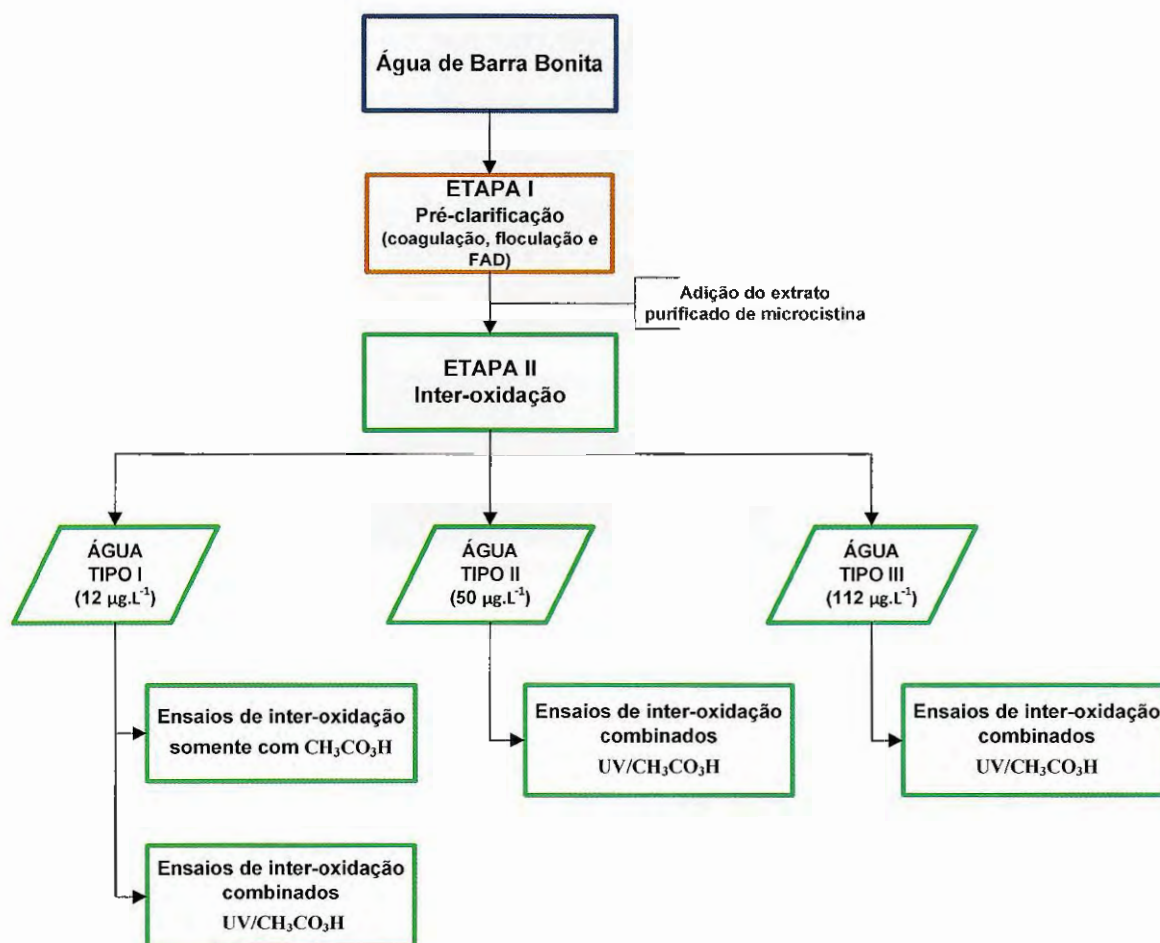 Água de Barra Bonita
ETAPA I
Pré-clarificação
(coagulação, floculação e
FAD)
Adição do extrato
purificado de microcistina
ETAPA II
Inter-oxidação
ÁGUA
TIPO I
(12 µg.L⁻¹)
ÁGUA
TIPO II
(50 µg.L⁻¹)
ÁGUA
TIPO III
(112 µg.L⁻¹)
Ensaios de inter-oxidação
somente com CH₃CO₃H
Ensaios de inter-oxidação
combinados
UV/CH₃CO₃H
Ensaios de inter-oxidação
combinados
UV/CH₃CO₃H
Ensaios de inter-oxidação
combinados
UV/CH₃CO₃H